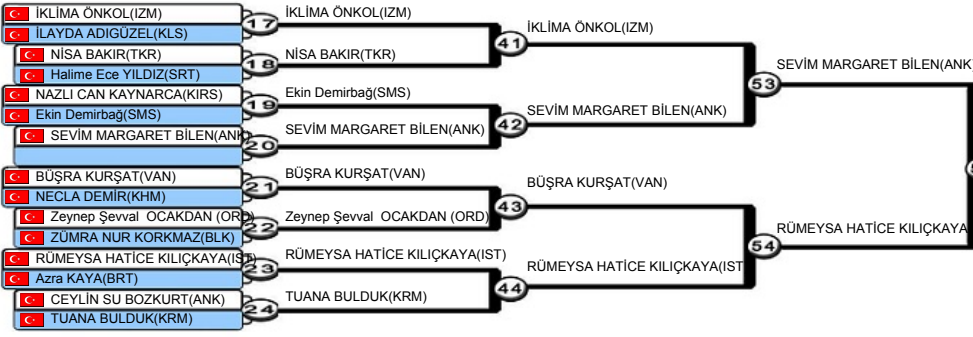 İKLİMA ÖNKOL(IZM)
İLAYDA ADIGÜZEL(KLS)
NİSA BAKIR(TKR)
Halime Ece YILDIZ(SRT)
NAZLI CAN KAYNARCA(KIRS)
Ekin Demirbağ(SMS)
SEVİM MARGARET BİLEN(ANK)
BÜŞRA KURŞAT(VAN)
NECLA DEMİR(KHM)
Zeynep Şevval OCAKDAN (ORD)
ZÜMRA NUR KORKMAZ(BLK)
RÜMEYSA HATİCE KILIÇKAYA(IST)
Azra KAYA(BRT)
CEYLİN SU BOZKURT(ANK)
TUANA BULDUK(KRM)
17
18
19
20
21
22
23
24
İKLİMA ÖNKOL(IZM)
NİSA BAKIR(TKR)
Ekin Demirbağ(SMS)
SEVİM MARGARET BİLEN(ANK)
BÜŞRA KURŞAT(VAN)
Zeynep Şevval OCAKDAN (ORD)
RÜMEYSA HATİCE KILIÇKAYA(IST)
TUANA BULDUK(KRM)
41
42
43
44
İKLİMA ÖNKOL(IZM)
SEVİM MARGARET BİLEN(ANK)
BÜŞRA KURŞAT(VAN)
RÜMEYSA HATİCE KILIÇKAYA(IST
53
54
SEVİM MARGARET BİLEN(ANK
RÜMEYSA HATİCE KILIÇKAYA